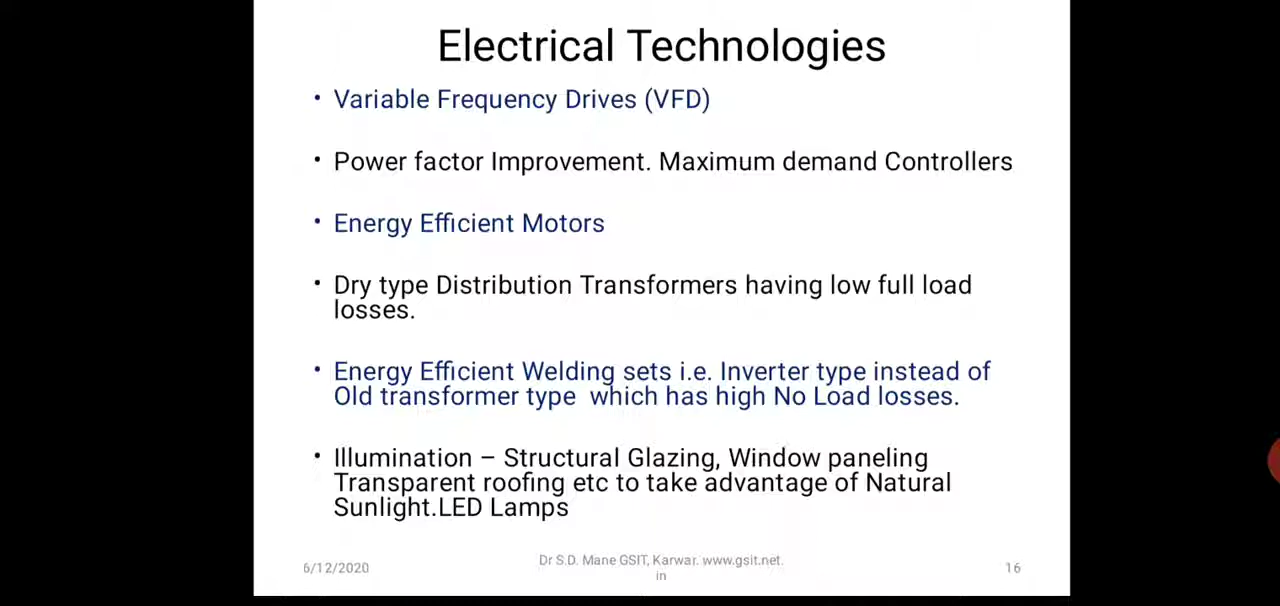 Electrical Technologies
• Variable Frequency Drives (VFD)
• Power factor Improvement. Maximum demand Controllers
• Energy Efficient Motors
• Dry type Distribution Transformers having low full load
losses.
• Energy Efficient Welding sets i.e. Inverter type instead of
Old transformer type  which has high No Load losses.
• Illumination – Structural Glazing, Window paneling
Transparent roofing etc to take advantage of Natural
Sunlight.LED Lamps
6/12/2020
Dr S.D. Mane GSIT, Karwar. www.gsit.net.
in
16